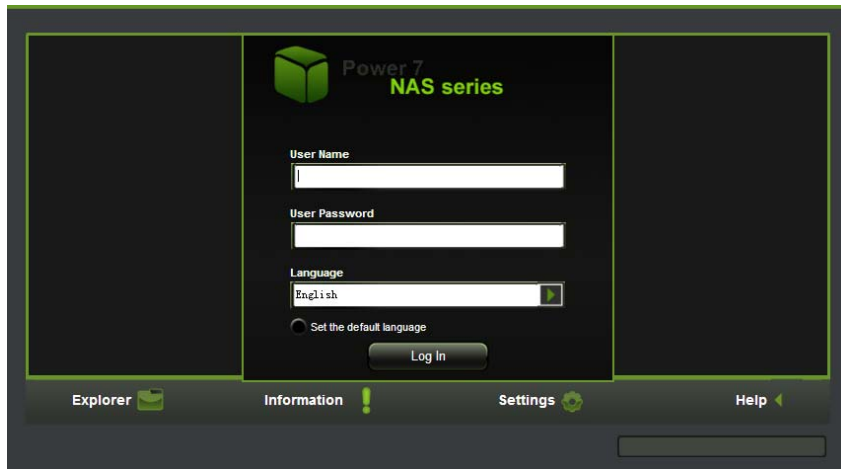 Power 7
NAS series
User Name
User Password
Language
English
Set the default language
Log In
Explorer Information Settings Help